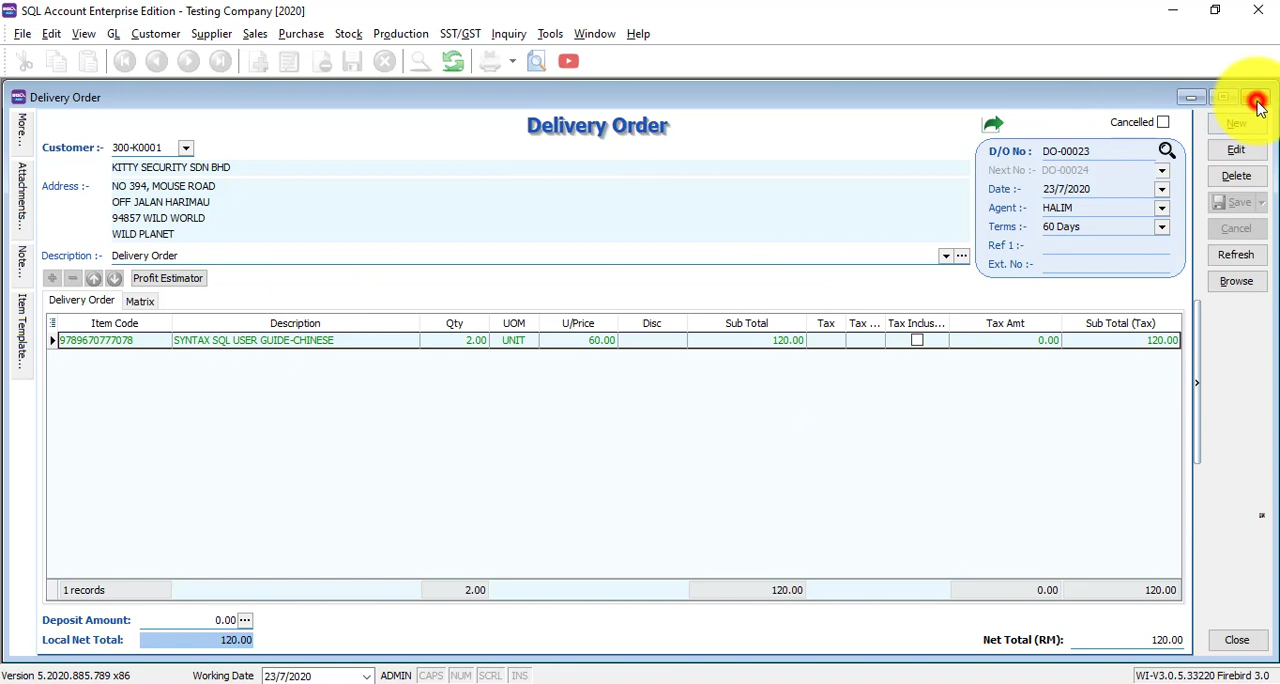 SQL Account Enterprise Edition - Testing Company [2020]
File Edit View GL Customer Supplier Sales Purchase Stock Production SST/GST Inquiry Tools Window Help
Delivery Order
More...
Attachments...
Note...
Item Template...
Delivery Order
Cancelled
Customer :- 300-K0001
KITTY SECURITY SDN BHD
Address :- NO 394, MOUSE ROAD
OFF JALAN HARIMAU
94857 WILD WORLD
WILD PLANET
Description :- Delivery Order
D/O No : DO-00023
Next No :- DO-00024
Date :- 23/7/2020
Agent :- HALIM
Terms :- 60 Days
Ref 1 :-
Ext. No :-
New
Edit
Delete
Save
Cancel
Refresh
Browse
Profit Estimator
Delivery Order Matrix
Item Code Description Qty UOM U/Price Disc Sub Total Tax Tax ... Tax Inclus... Tax Amt Sub Total (Tax)
9789670777078 SYNTAX SQL USER GUIDE-CHINESE 2.00 UNIT 60.00 120.00 0.00 120.00
1 records 2.00 120.00 0.00 120.00
Deposit Amount: 0.00
Local Net Total: 120.00
Net Total (RM): 120.00
Close
Version 5.2020.885.789 x86 Working Date 23/7/2020 ADMIN CAPS NUM SCRL INS WI-V3.0.5.33220 Firebird 3.0